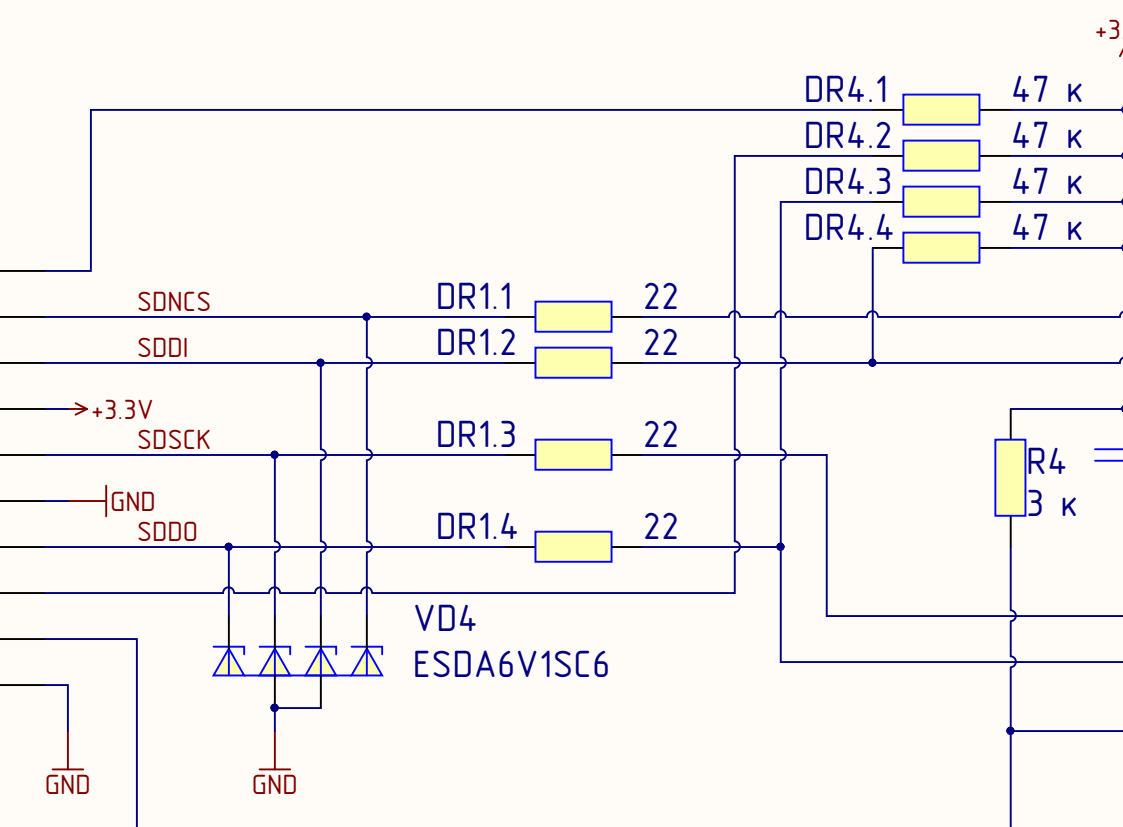 +3.
DR4.1 47 к
DR4.2 47 к
DR4.3 47 к
DR4.4 47 к
SDNCS DR1.1 22
SDDI DR1.2 22
+3.3V
SDSCK DR1.3 22
R4
GND 3 к
SDDO DR1.4 22
VD4
ESDA6V1SC6
GND GND